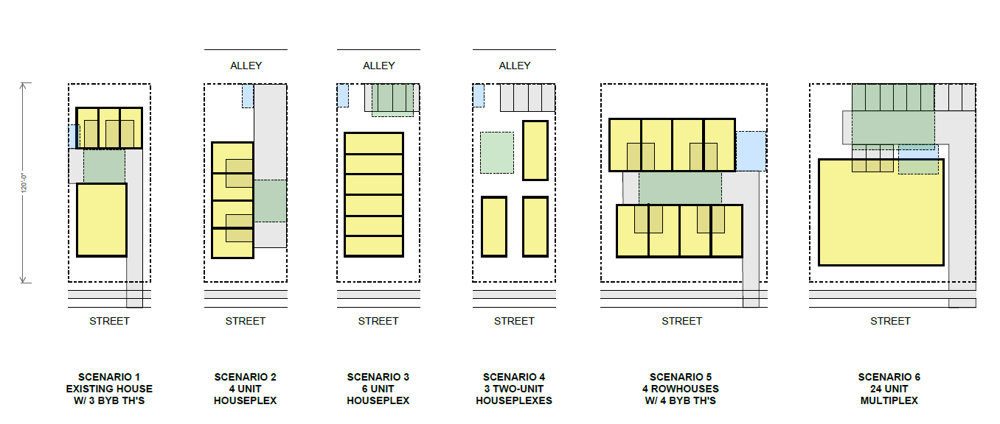 ALLEY
ALLEY
ALLEY
120'-0"
STREET
STREET
STREET
STREET
STREET
STREET
SCENARIO 1
EXISTING HOUSE
W/ 3 BYB TH'S
SCENARIO 2
4 UNIT
HOUSEPLEX
SCENARIO 3
6 UNIT
HOUSEPLEX
SCENARIO 4
3 TWO-UNIT
HOUSEPLEXES
SCENARIO 5
4 ROWHOUSES
W/ 4 BYB TH'S
SCENARIO 6
24 UNIT
MULTIPLEX